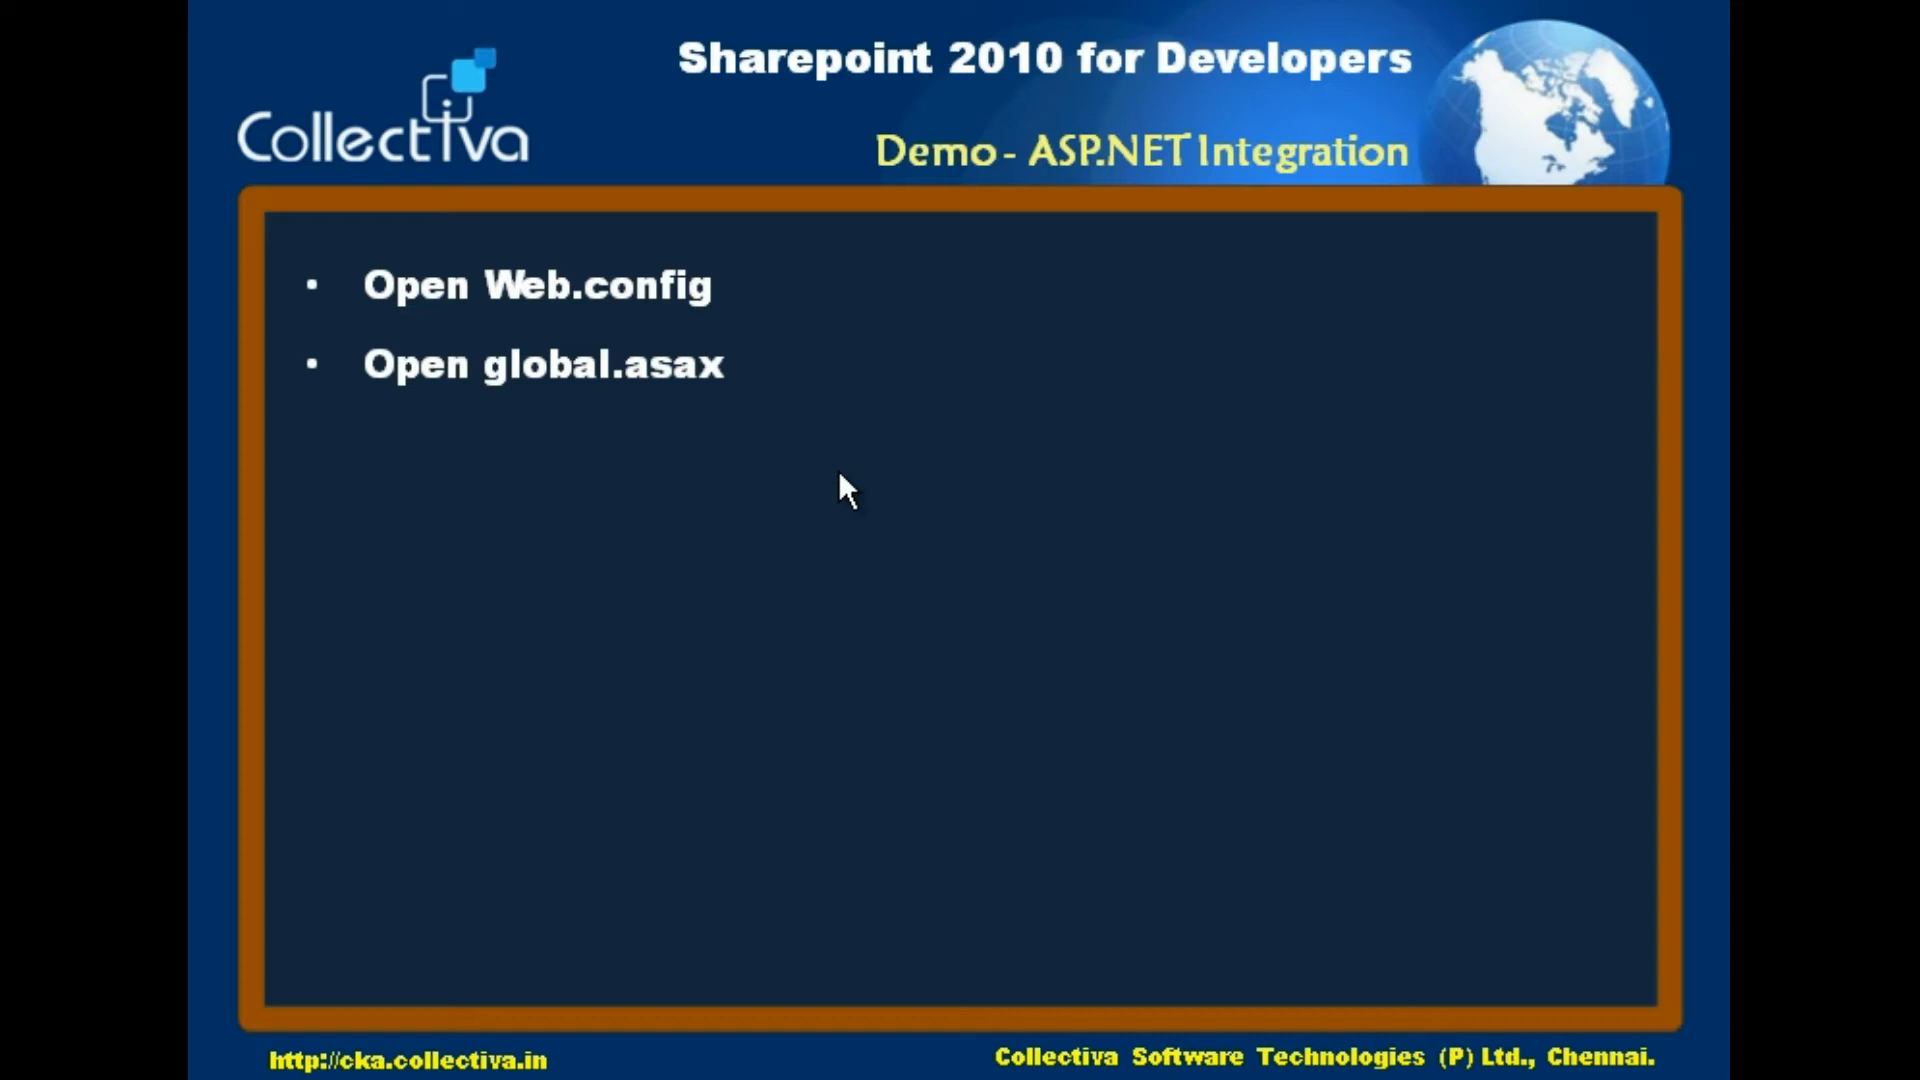 Collectiva
Sharepoint 2010 for Developers
Demo - ASP.NET Integration
• Open Web.config
• Open global.asax
http://cka.collectiva.in
Collectiva Software Technologies (P) Ltd., Chennai.